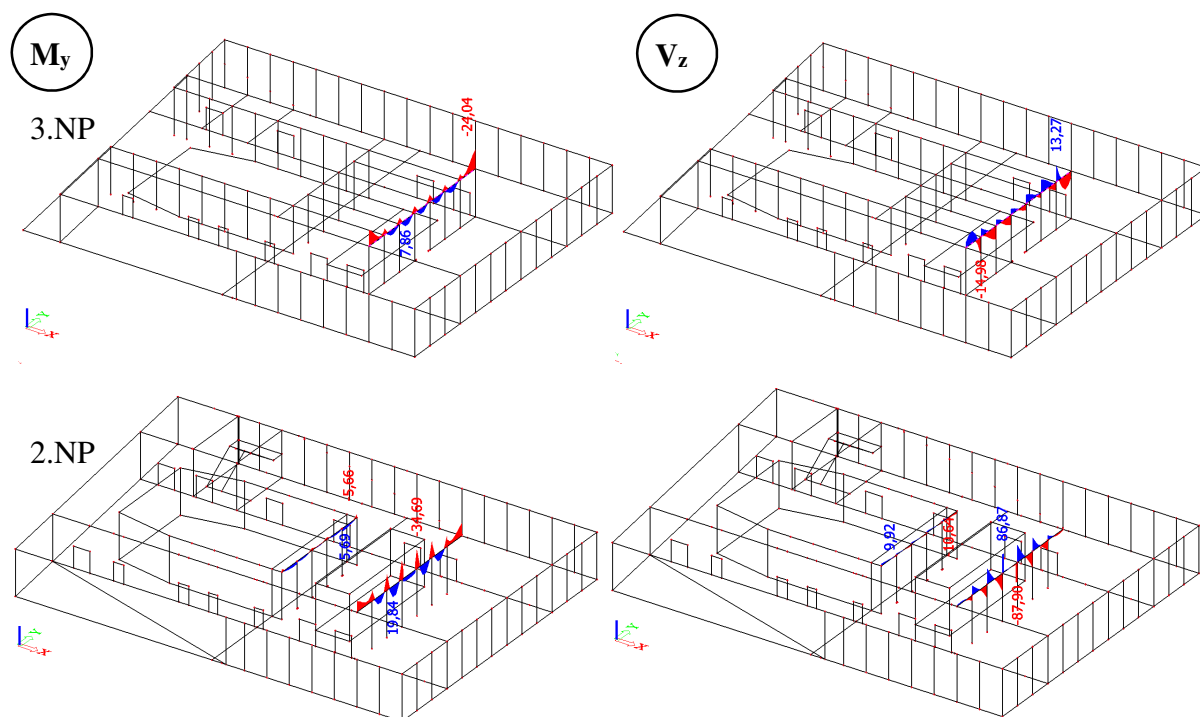 My
Vz
3.NP
-24,04
7,86
13,27
-14,98
Y
X
Y
X
2.NP
-5,66
5,69
-34,69
19,84
9,92
-10,64
86,87
-87,90
Y
X
Y
X